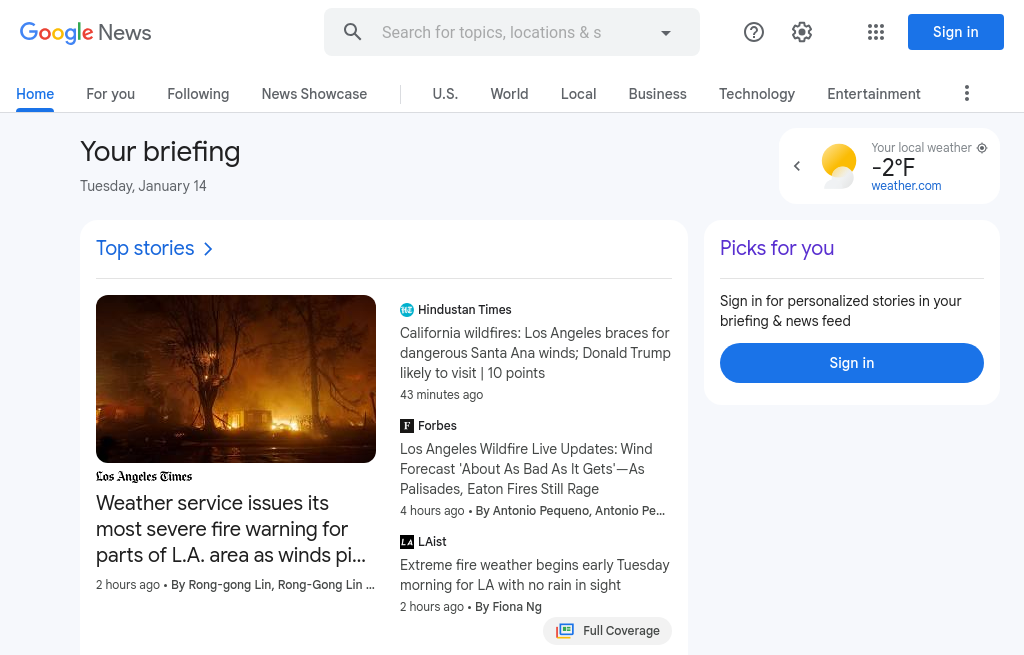 Google News
Search for topics, locations & s
Sign in
Home
For you
Following
News Showcase
U.S.
World
Local
Business
Technology
Entertainment
Your briefing
Tuesday, January 14
Your local weather
-2°F
weather.com
Top stories
Los Angeles Times
Weather service issues its
most severe fire warning for
parts of L.A. area as winds pi...
2 hours ago • By Rong-gong Lin, Rong-Gong Lin ...
HT Hindustan Times
California wildfires: Los Angeles braces for
dangerous Santa Ana winds; Donald Trump
likely to visit | 10 points
43 minutes ago
F Forbes
Los Angeles Wildfire Live Updates: Wind
Forecast 'About As Bad As It Gets'—As
Palisades, Eaton Fires Still Rage
4 hours ago • By Antonio Pequeno, Antonio Pe...
LA LAist
Extreme fire weather begins early Tuesday
morning for LA with no rain in sight
2 hours ago • By Fiona Ng
Full Coverage
Picks for you
Sign in for personalized stories in your
briefing & news feed
Sign in